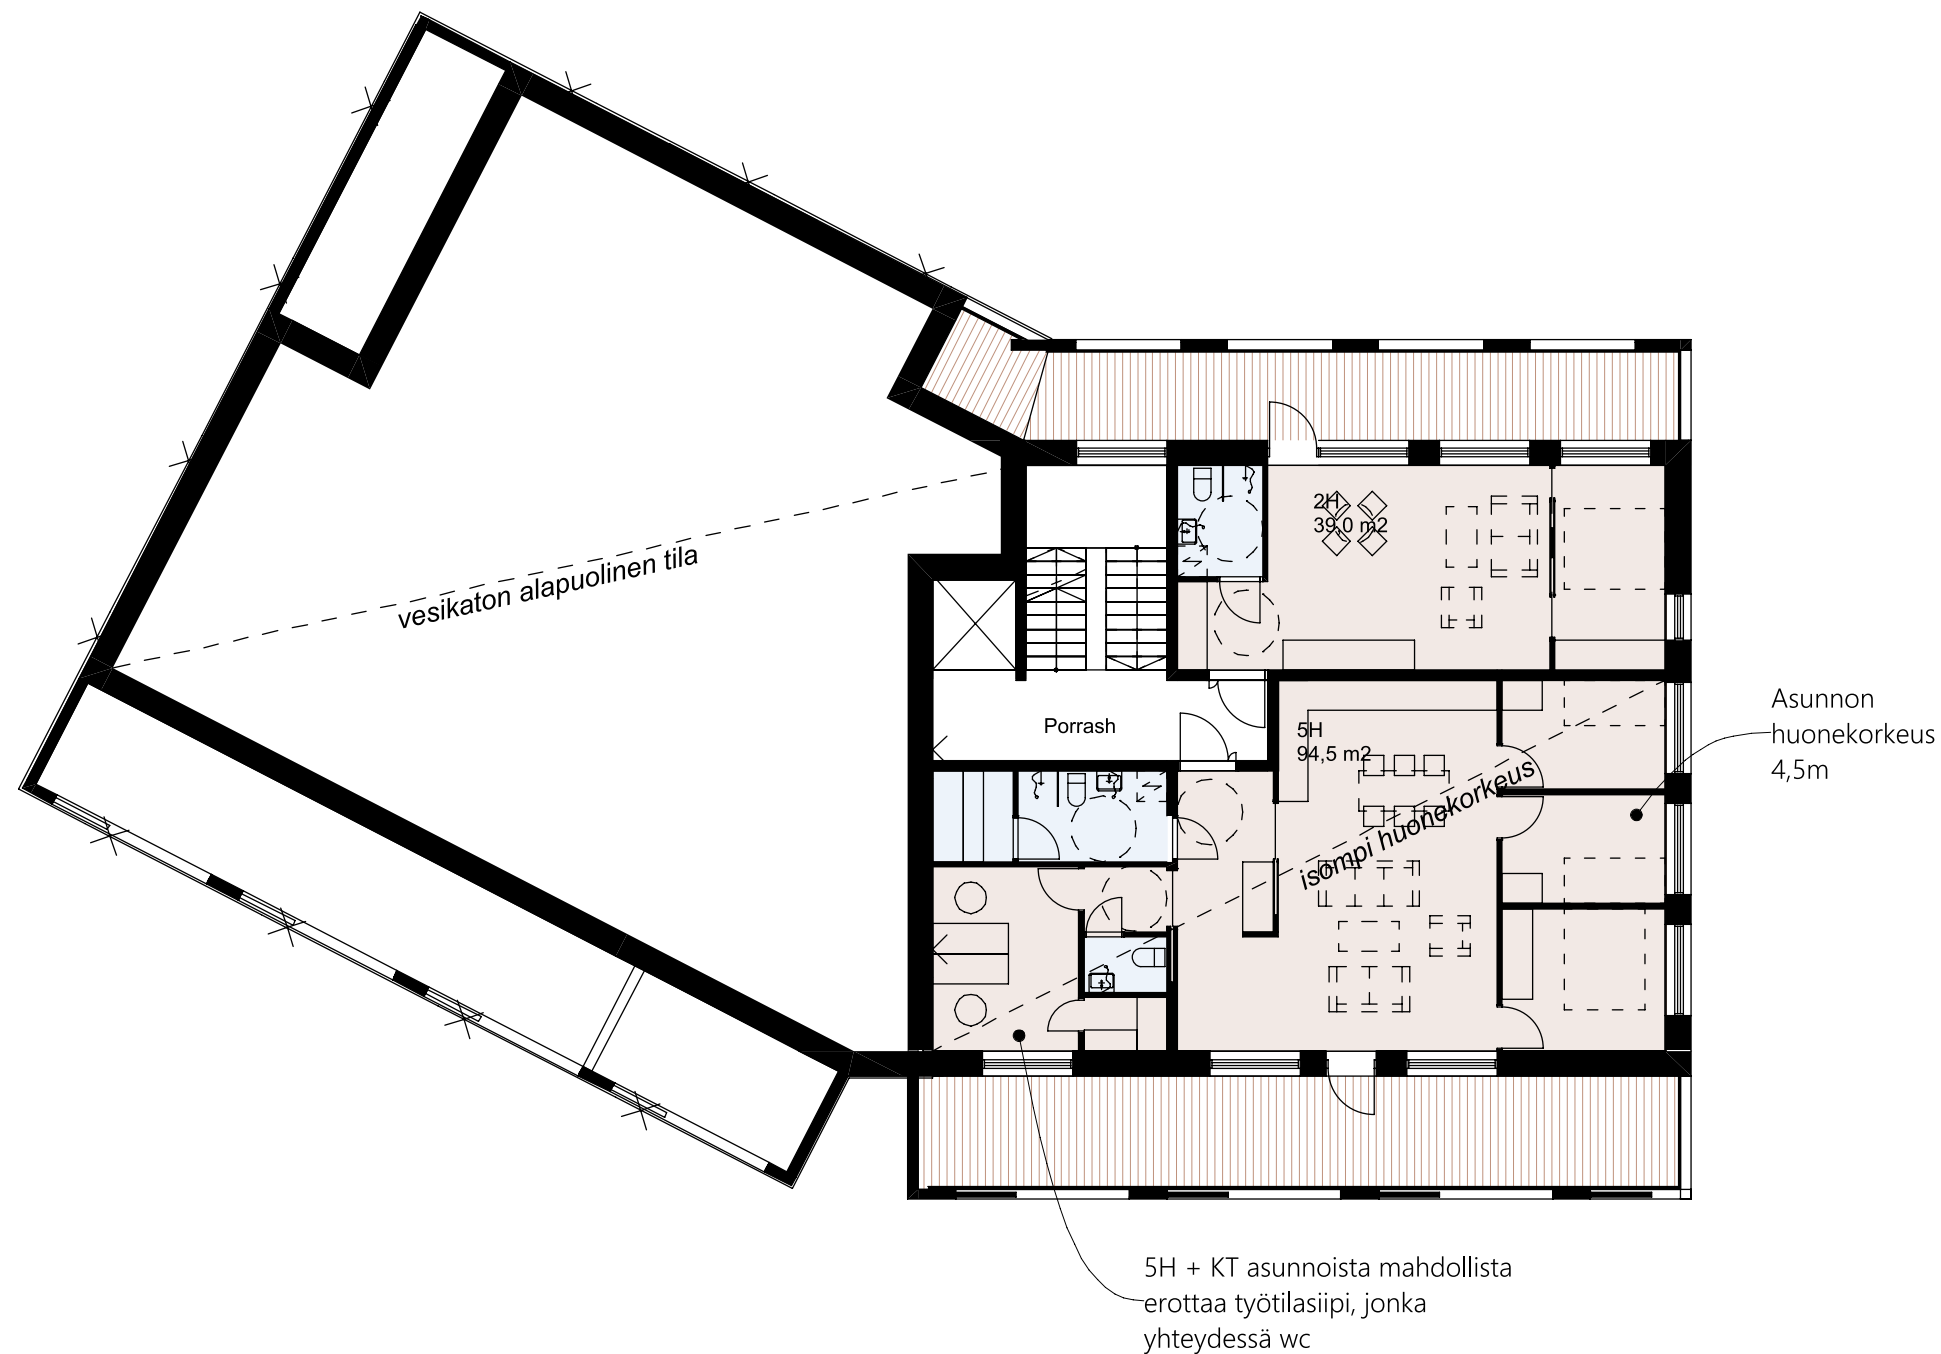 2H
39,0 m2
vesikaton alapuolinen tila
Porrash
5H
94,5 m2
isompi huonekorkeus
Asunnon
huonekorkeus
4,5m
5H + KT asunnoista mahdollista
erottaa työtilasiipi, jonka
yhteydessä wc